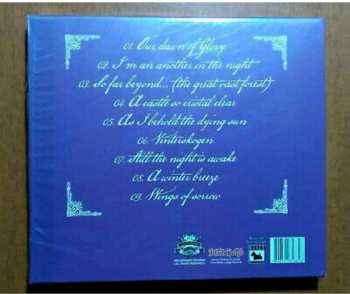 01. Our dawn of Glory
02. I'm an another in the night
03. So far beyond... (the great vast forest)
04. A castle so cristal clear
05. As I behold the dying sun
06. Vinterskogen
07. Still the night is awake
08. A winter breeze
09. Wings of sorrow